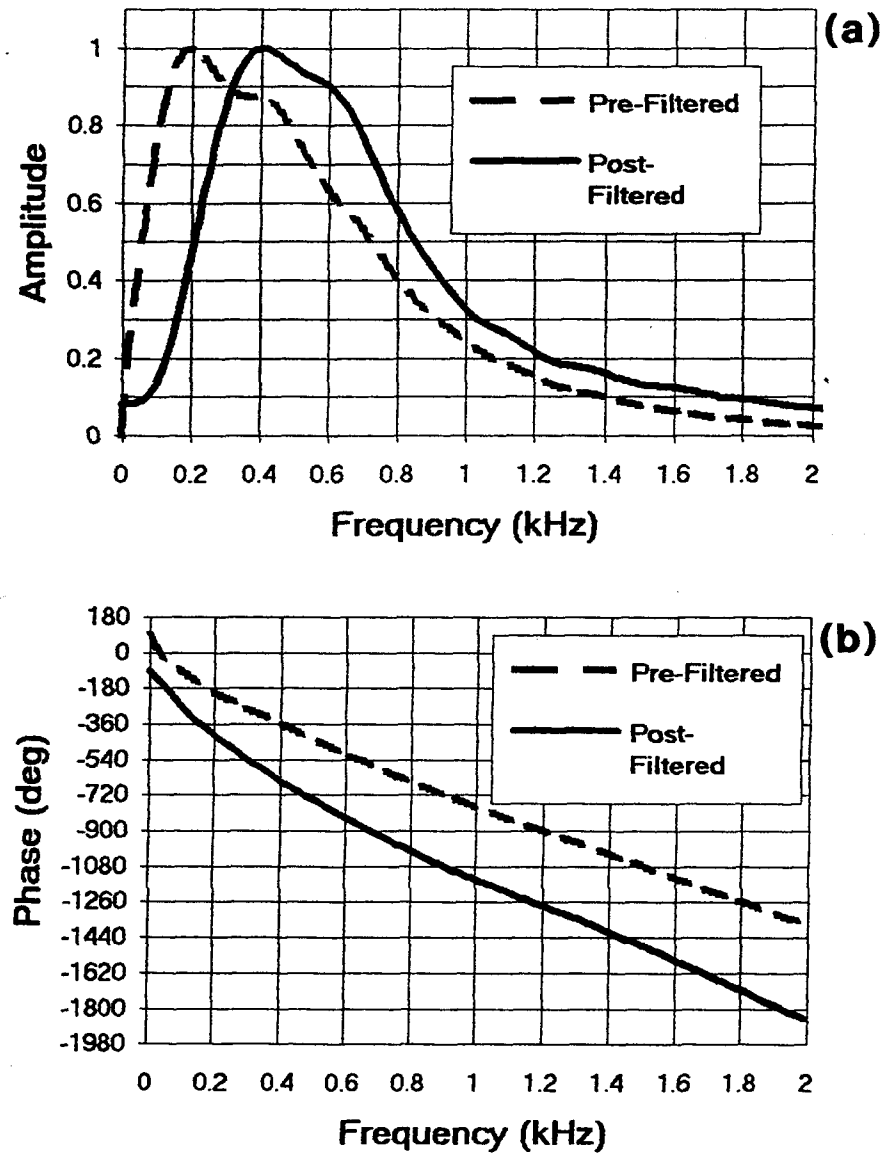 (a)
1
0.8
0.6
0.4
0.2
0
Amplitude
Pre-Filtered
Post-
Filtered
0 0.2 0.4 0.6 0.8 1 1.2 1.4 1.6 1.8 2
Frequency (kHz)
(b)
180
0
-180
-360
-540
-720
-900
-1080
-1260
-1440
-1620
-1800
-1980
Phase (deg)
Pre-Filtered
Post-
Filtered
0 0.2 0.4 0.6 0.8 1 1.2 1.4 1.6 1.8 2
Frequency (kHz)